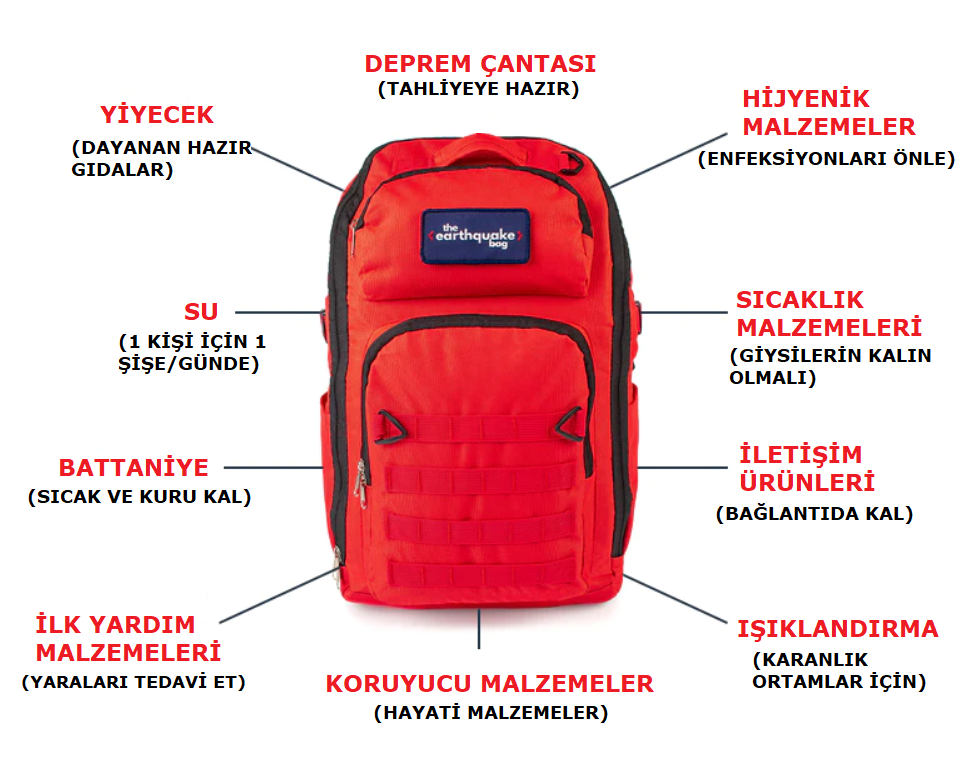 DEPREM ÇANTASI
(TAHLİYEYE HAZIR)
YİYECEK
(DAYANAN HAZIR
GIDALAR)
HİJYENİK
MALZEMELER
(ENFEKSİYONLARI ÖNLE)
the
‹earthquake›
bag
SU
(1 KİŞİ İÇİN 1
ŞİŞE/GÜNDE)
SICAKLIK
MALZEMELERİ
(GİYSİLERİN KALIN
OLMALI)
BATTANİYE
(SICAK VE KURU KAL)
İLETİŞİM
ÜRÜNLERİ
(BAĞLANTIDA KAL)
İLK YARDIM
MALZEMELERİ
(YARALARI TEDAVİ ET)
KORUYUCU MALZEMELER
(HAYATİ MALZEMELER)
IŞIKLANDIRMA
(KARANLIK
ORTAMLAR İÇİN)